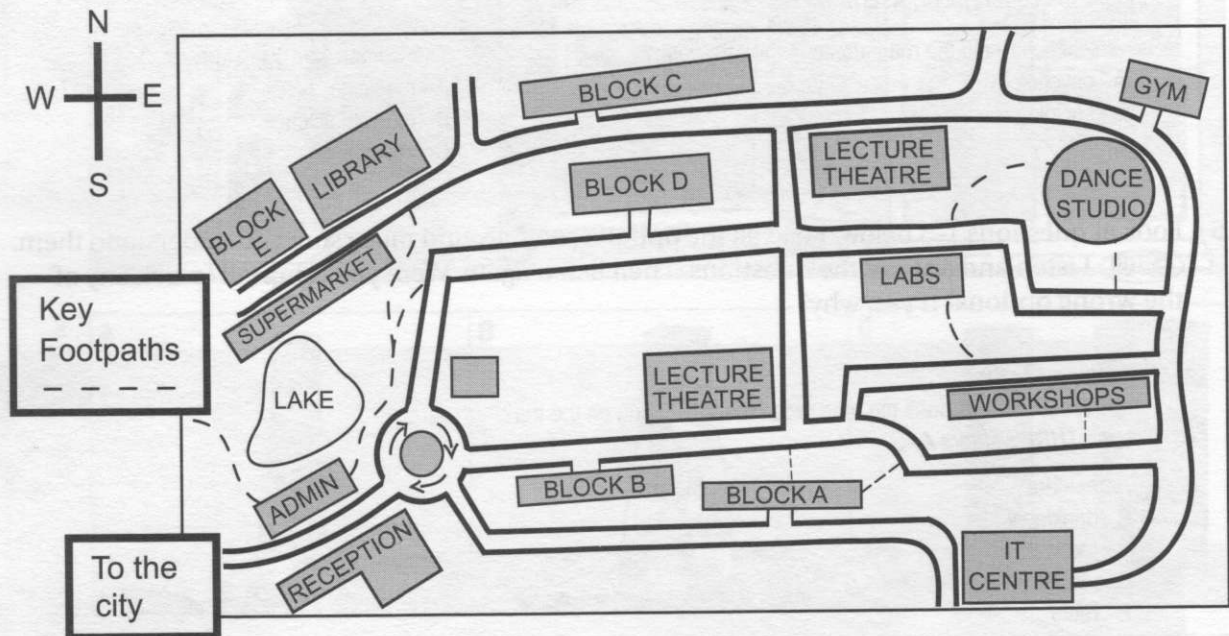 N
W E
S
BLOCK C
GYM
LIBRARY
LECTURE
THEATRE
BLOCK D
DANCE
STUDIO
BLOCK
E
LABS
SUPERMARKET
Key
Footpaths
LAKE
LECTURE
THEATRE
WORKSHOPS
ADMIN
BLOCK B
BLOCK A
RECEPTION
IT
CENTRE
To the
city